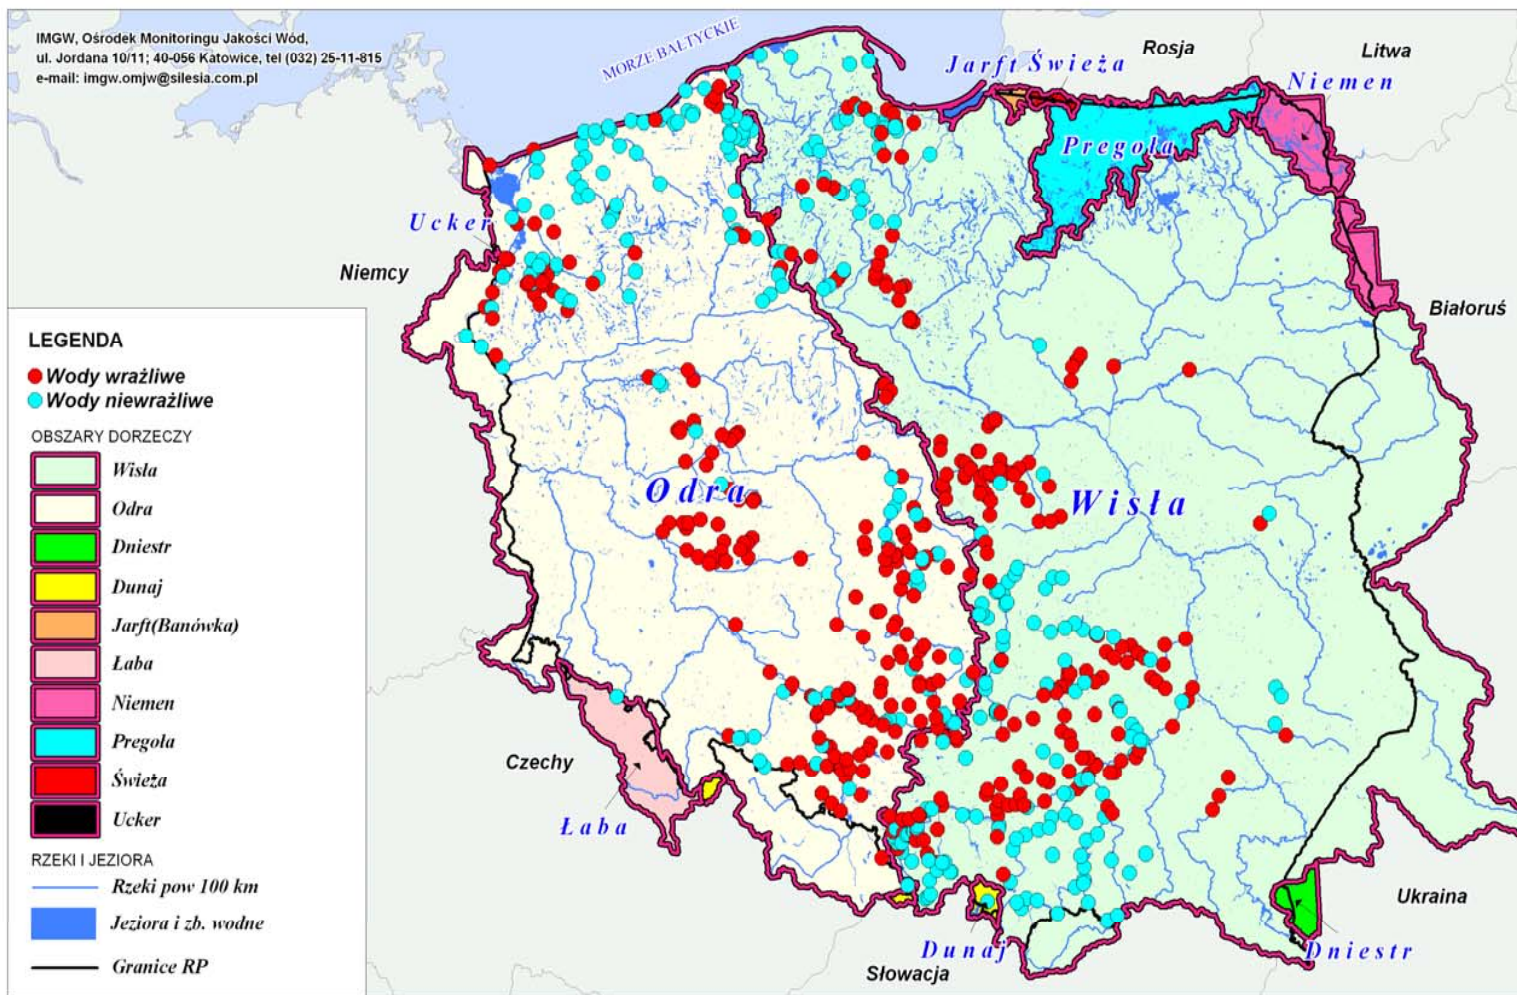 IMGW, Ośrodek Monitoringu Jakości Wód,
ul. Jordana 10/11; 40-056 Katowice, tel (032) 25-11-815
e-mail: imgw.omjw@silesia.com.pl
MORZE BAŁTYCKIE
Rosja
Litwa
Jarft Świeża
Niemen
Pregoła
Ucker
Niemcy
Białoruś
Odra
Wisła
Czechy
Łaba
Ukraina
Dunaj
Dniestr
Słowacja
LEGENDA
Wody wrażliwe
Wody niewrażliwe
OBSZARY DORZECZY
Wisła
Odra
Dniestr
Dunaj
Jarft(Banówka)
Łaba
Niemen
Pregoła
Świeża
Ucker
RZEKI I JEZIORA
Rzeki pow 100 km
Jeziora i zb. wodne
Granice RP